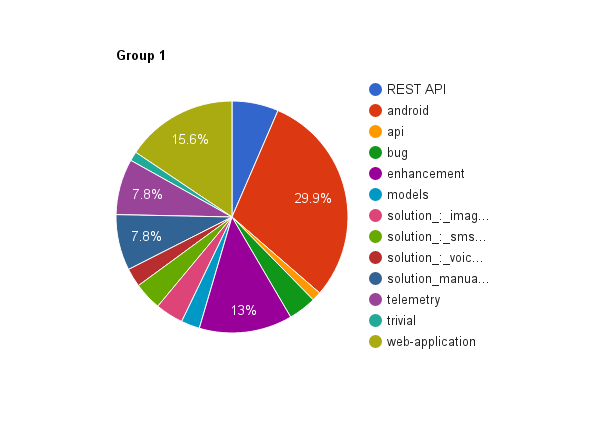 Group 1
REST API
android
api
bug
enhancement
models
solution_:_imag...
solution_:_sms...
solution_:_voic...
solution_manua...
telemetry
trivial
web-application
15.6%
29.9%
7.8%
7.8%
13%